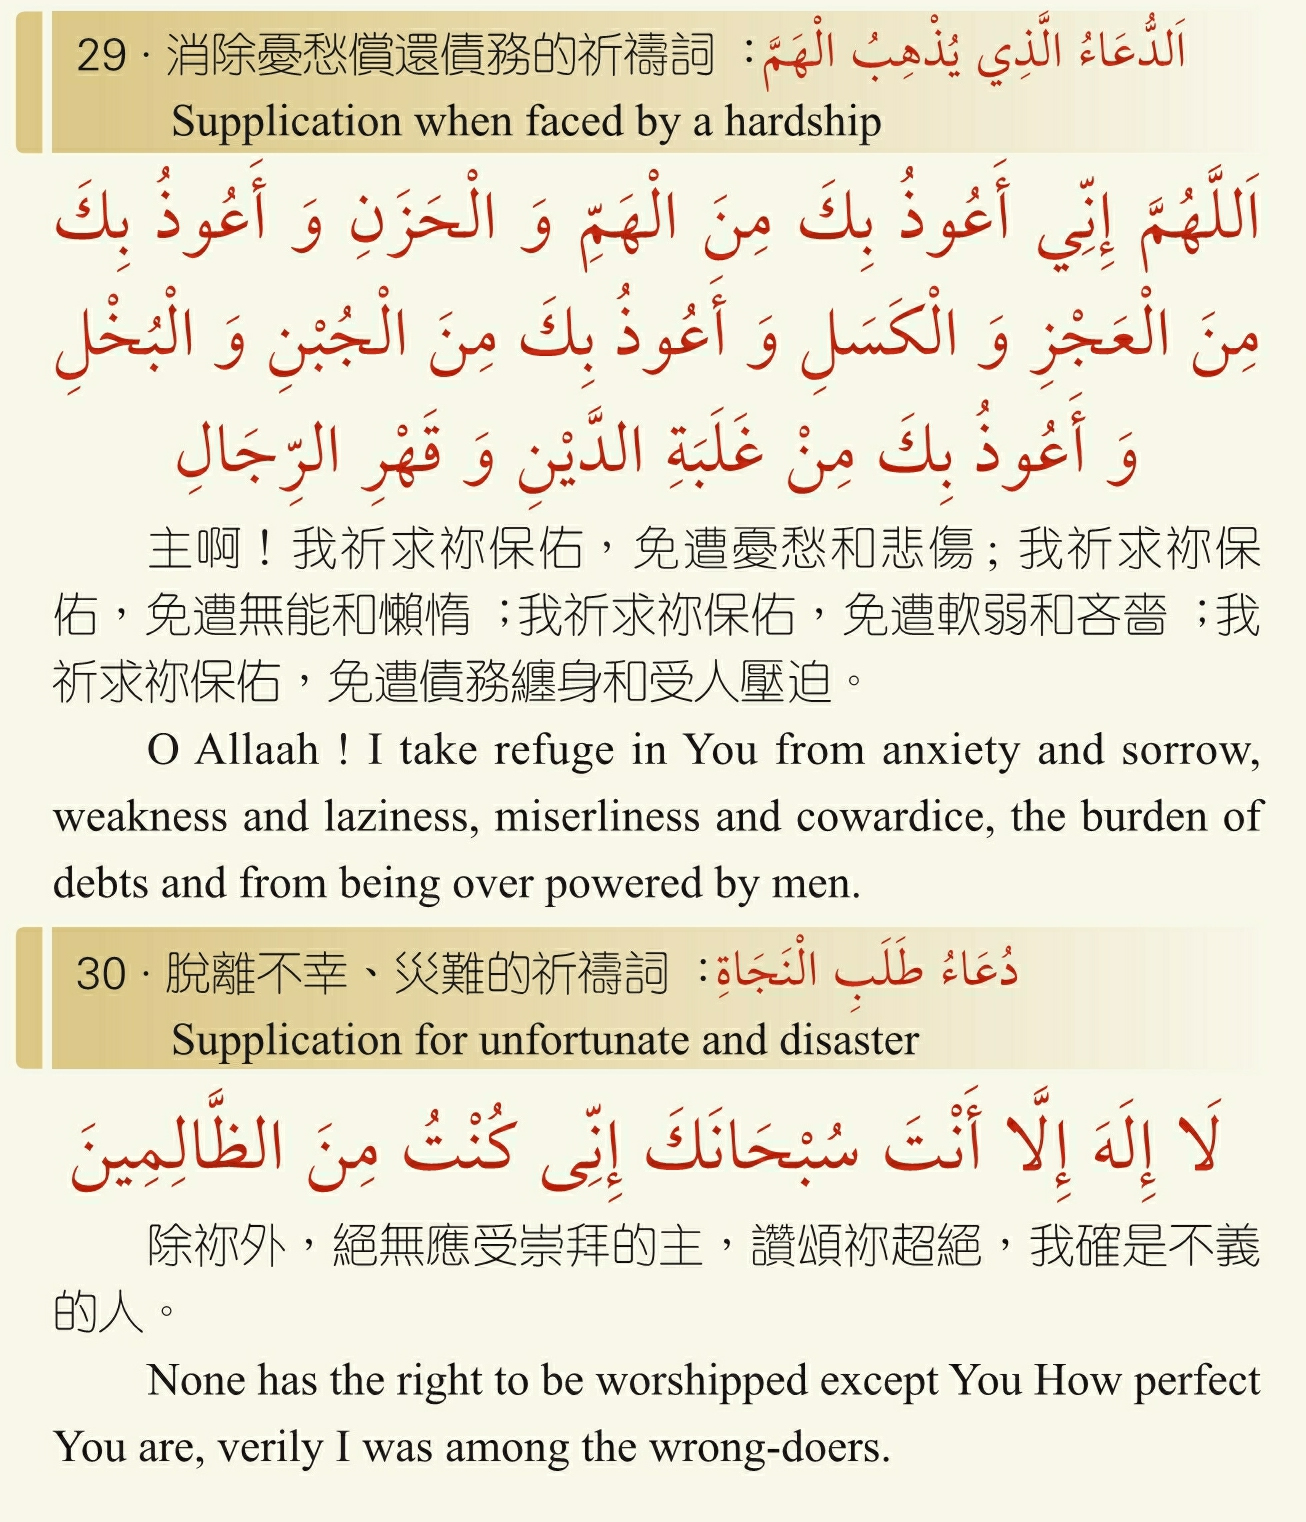 29 · 消除憂愁償還債務的祈禱詞 : اَلدُّعَاءُ الَّذِي يُذْهِبُ الْهَمَّ
Supplication when faced by a hardship
اَللَّهُمَّ إِنِّي أَعُوذُ بِكَ مِنَ الْهَمِّ وَ الْحَزَنِ وَ أَعُوذُ بِكَ
مِنَ الْعَجْزِ وَ الْكَسَلِ وَ أَعُوذُ بِكَ مِنَ الْجُبْنِ وَ الْبُخْلِ
وَ أَعُوذُ بِكَ مِنْ غَلَبَةِ الدَّيْنِ وَ قَهْرِ الرِّجَالِ
主啊！我祈求祢保佑，免遭憂愁和悲傷；我祈求祢保
佑，免遭無能和懶惰 ；我祈求祢保佑，免遭軟弱和吝嗇 ；我
祈求祢保佑，免遭債務纏身和受人壓迫。
O Allaah ! I take refuge in You from anxiety and sorrow,
weakness and laziness, miserliness and cowardice, the burden of
debts and from being over powered by men.
30 · 脫離不幸、災難的祈禱詞 : دُعَاءُ طَلَبِ الْنَجَاةِ
Supplication for unfortunate and disaster
لَا إِلَهَ إِلَّا أَنْتَ سُبْحَانَكَ إِنِّى كُنْتُ مِنَ الظَّالِمِينَ
除祢外，絕無應受崇拜的主，讚頌祢超絕，我確是不義
的人。
None has the right to be worshipped except You How perfect
You are, verily I was among the wrong-doers.